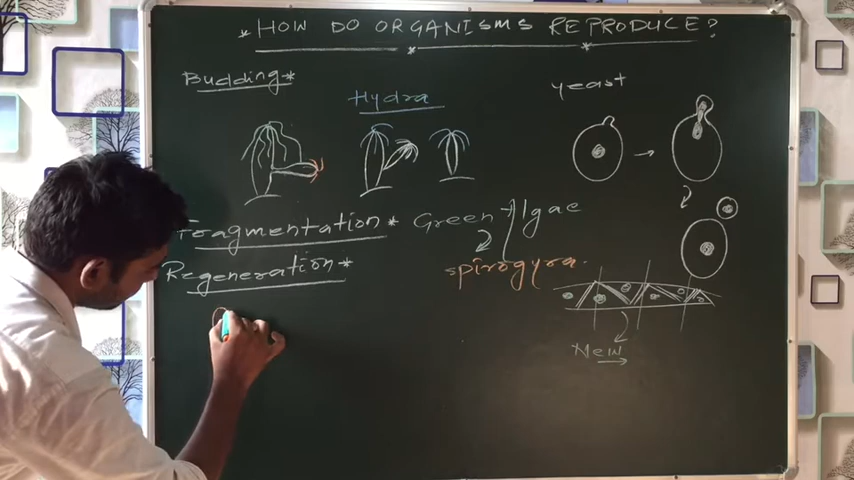 * HOW DO ORGANISMS REPRODUCE?
Budding *
Hydra
yeast
Fragmentation * Green Algae
spirogyra.
Regeneration *
New